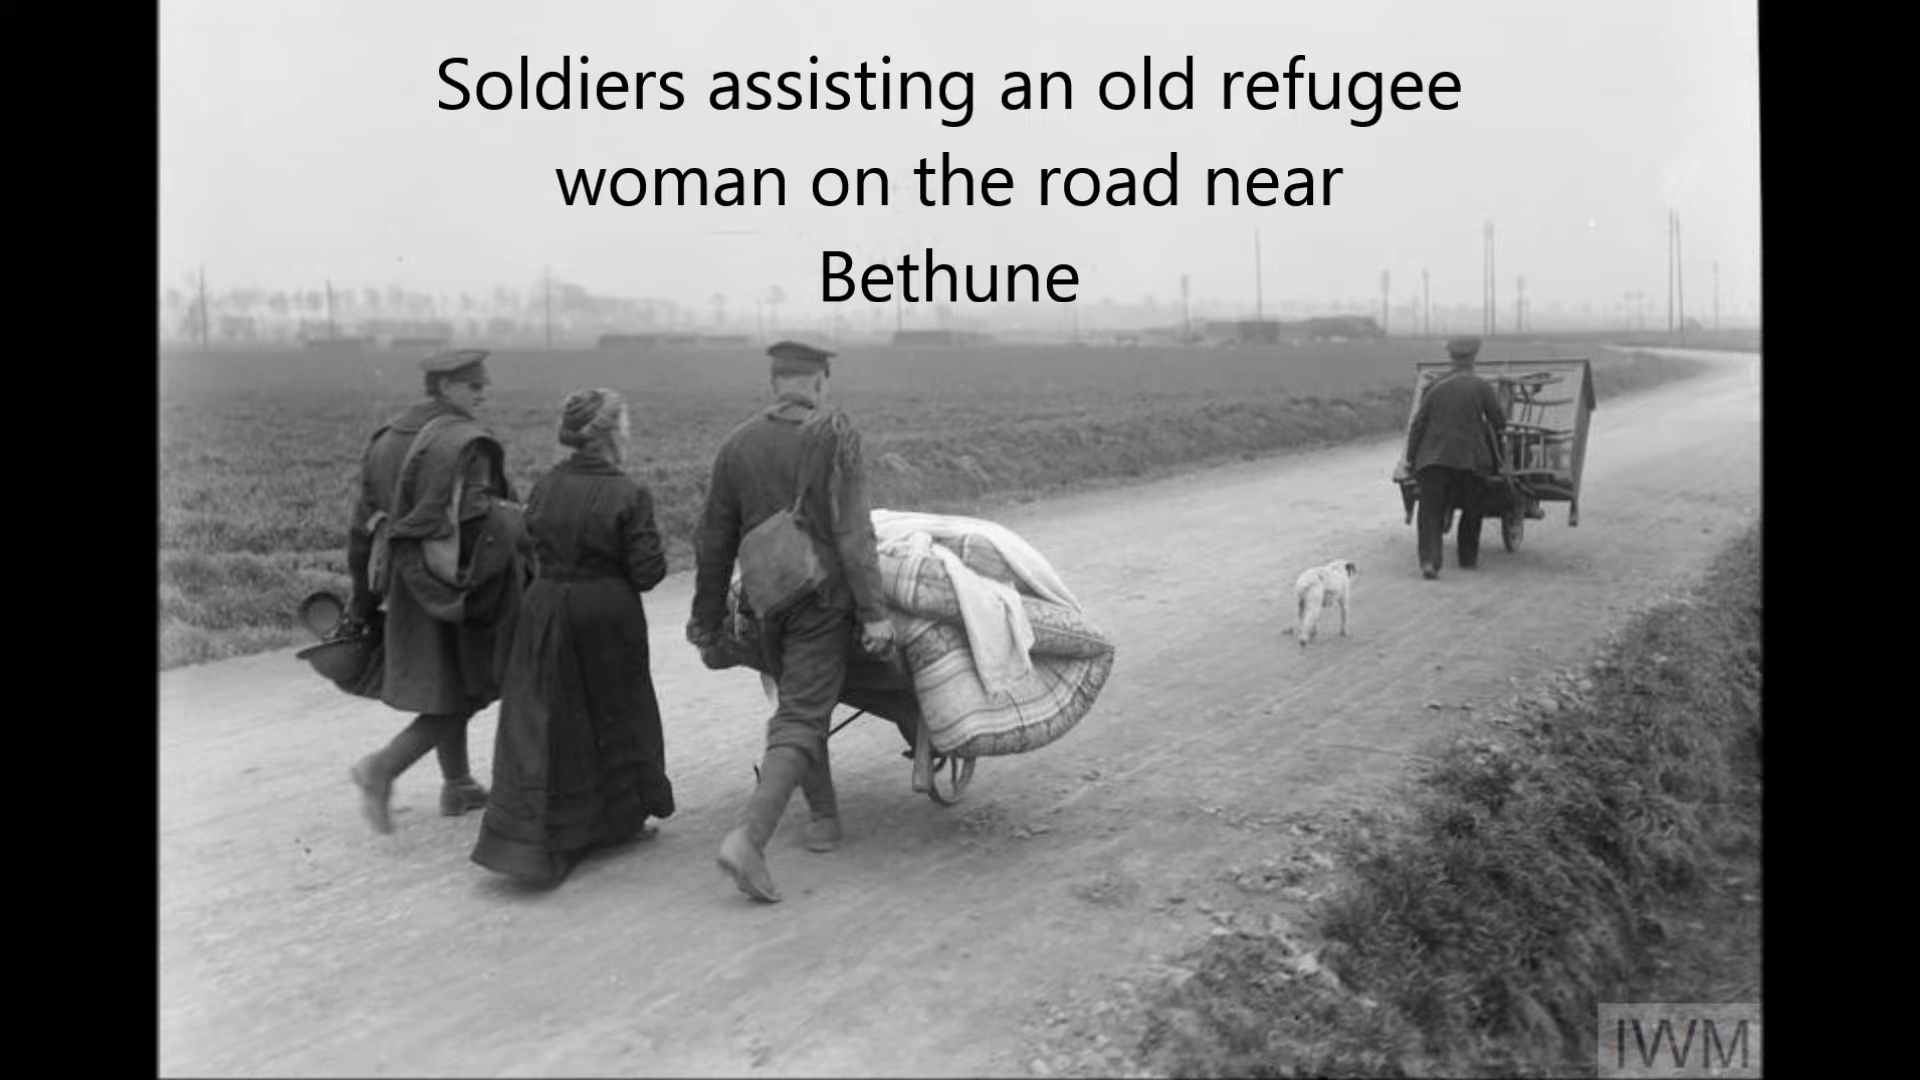 Soldiers assisting an old refugee
woman on the road near
Bethune
IWM